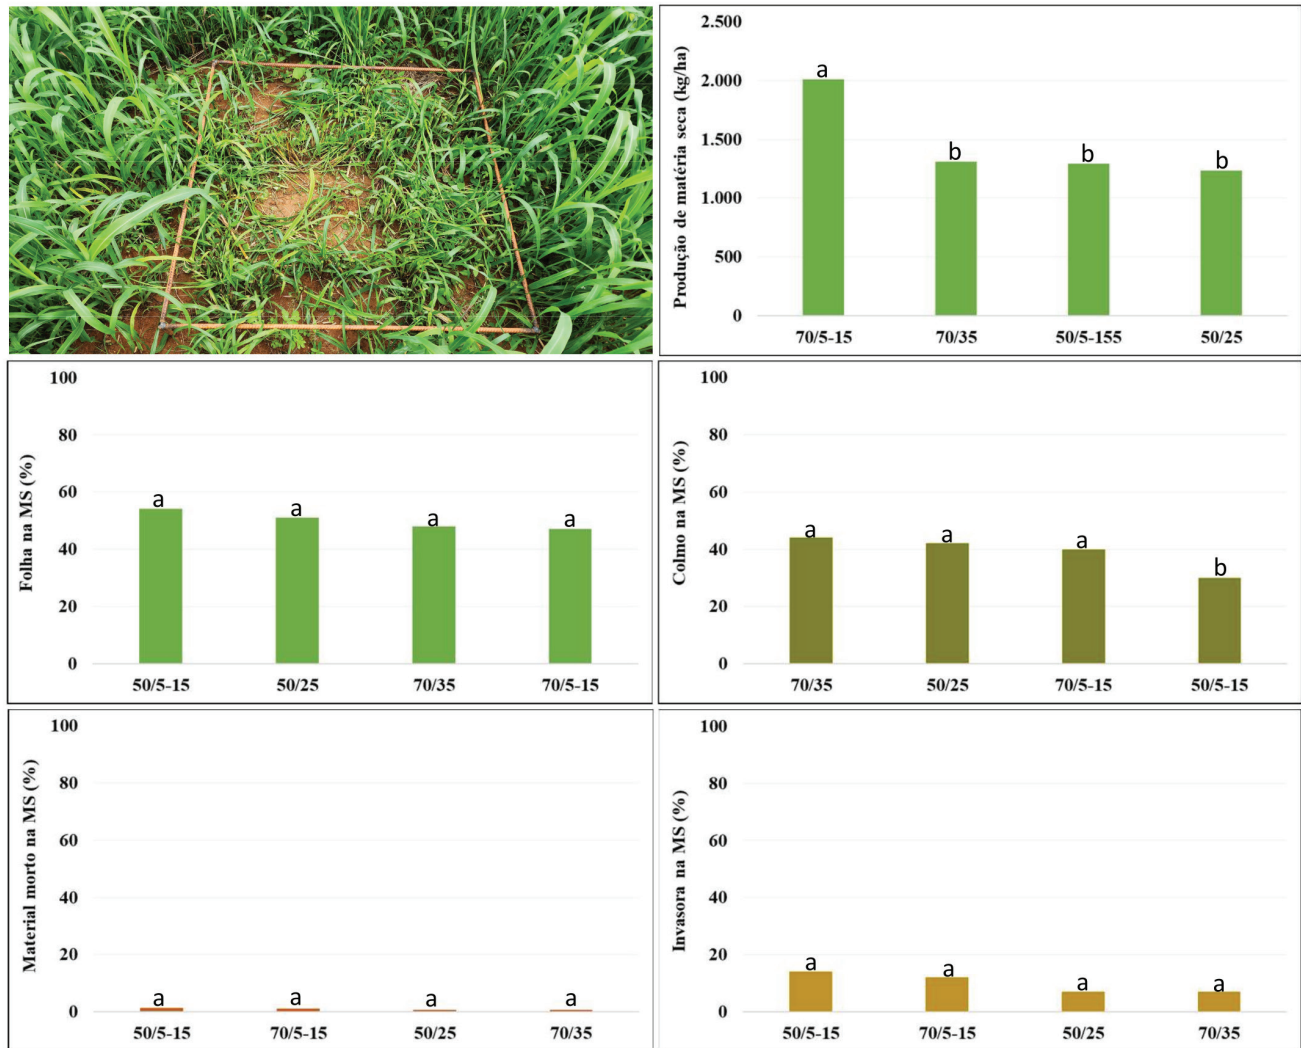 Produção de matéria seca (kg/ha)
2.500
2.000
1.500
1.000
500
0
a
b
b
b
70/5-15
70/35
50/5-155
50/25
Folha na MS (%)
100
80
60
40
20
0
a
a
a
a
50/5-15
50/25
70/35
70/5-15
Colmo na MS (%)
100
80
60
40
20
0
a
a
a
b
70/35
50/25
70/5-15
50/5-15
Material morto na MS (%)
100
80
60
40
20
0
a
a
a
a
50/5-15
70/5-15
50/25
70/35
Invasora na MS (%)
100
80
60
40
20
0
a
a
a
a
50/5-15
70/5-15
50/25
70/35